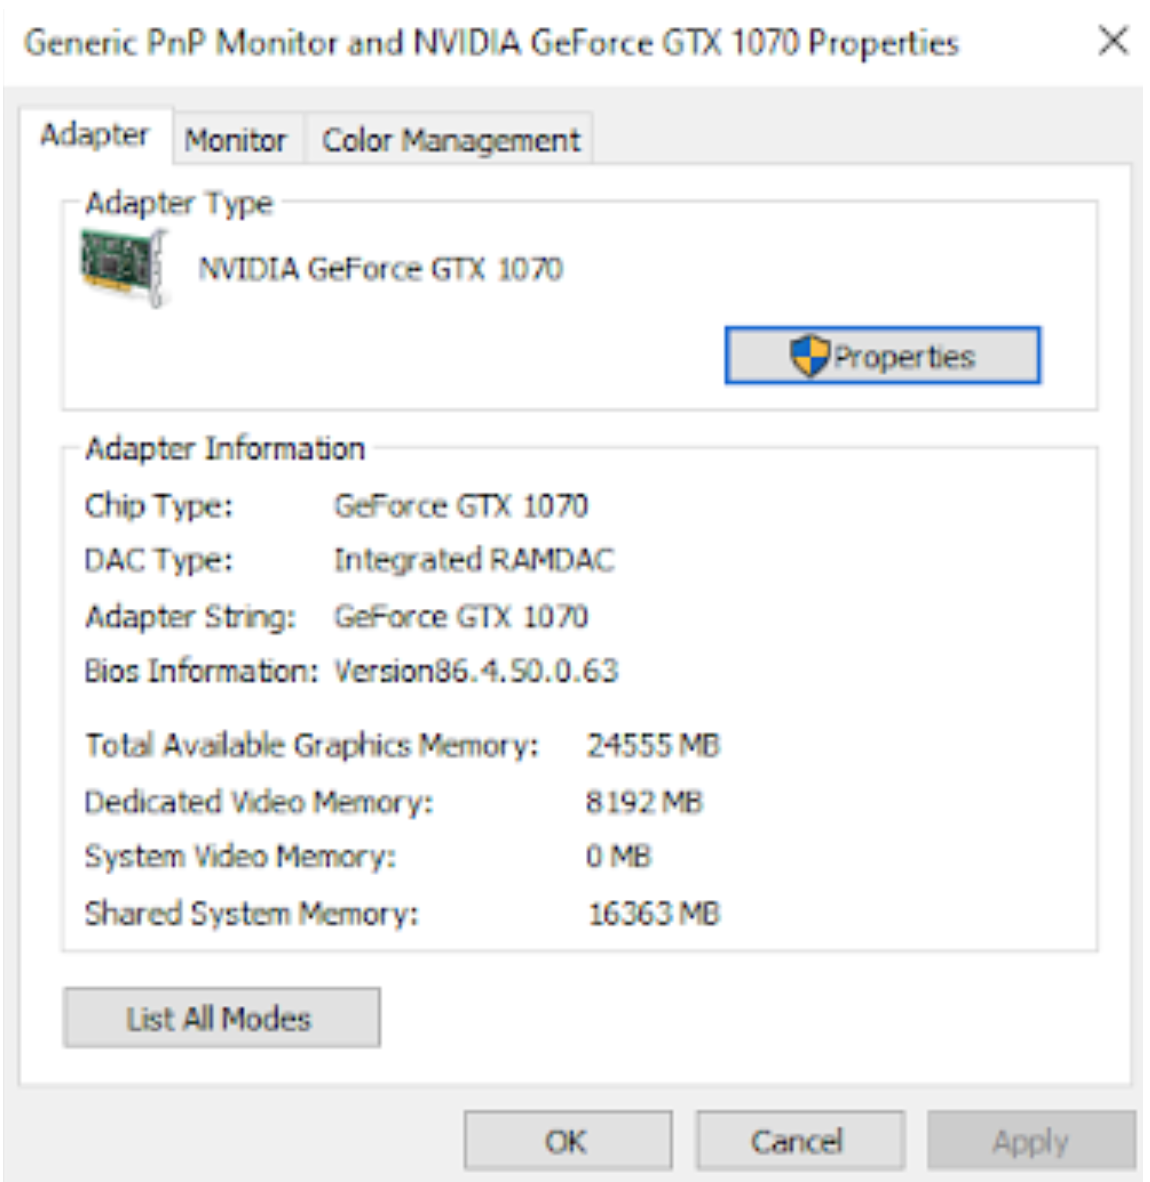 Generic PnP Monitor and NVIDIA GeForce GTX 1070 Properties
Adapter Monitor Color Management
Adapter Type
NVIDIA GeForce GTX 1070
Properties
Adapter Information
Chip Type: GeForce GTX 1070
DAC Type: Integrated RAMDAC
Adapter String: GeForce GTX 1070
Bios Information: Version86.4.50.0.63
Total Available Graphics Memory: 24555 MB
Dedicated Video Memory: 8192 MB
System Video Memory: 0 MB
Shared System Memory: 16363 MB
List All Modes
OK Cancel Apply